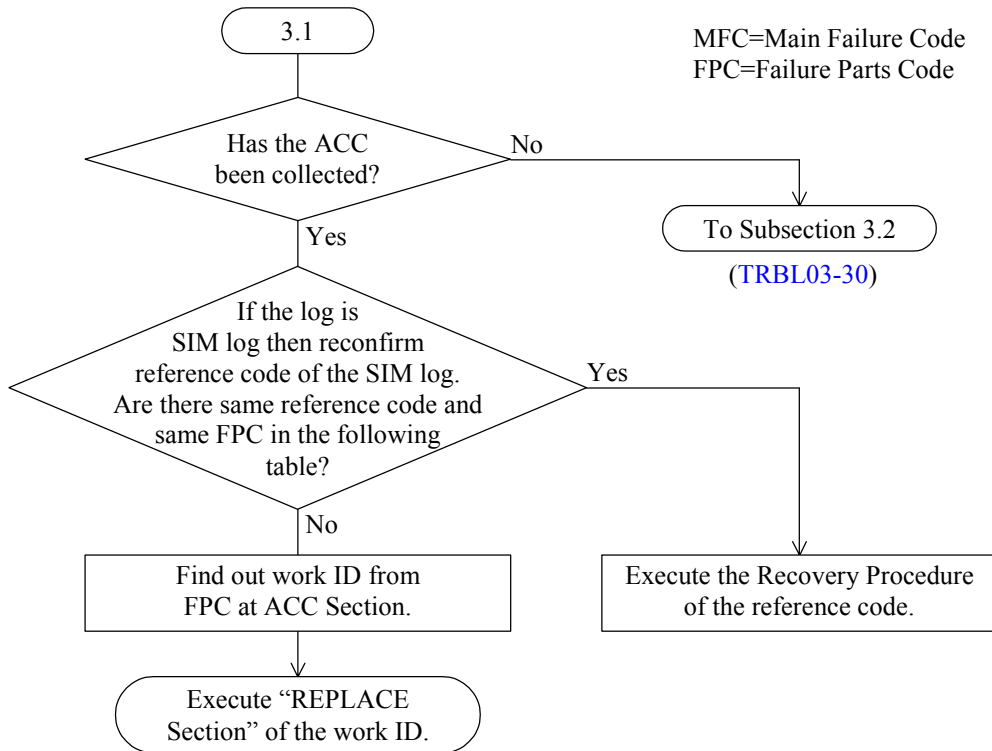 3.1
MFC=Main Failure Code
FPC=Failure Parts Code
Has the ACC
been collected?
No
To Subsection 3.2
(TRBL03-30)
Yes
If the log is
SIM log then reconfirm
reference code of the SIM log.
Are there same reference code and
same FPC in the following
table?
Yes
No
Find out work ID from
FPC at ACC Section.
Execute the Recovery Procedure
of the reference code.
Execute “REPLACE
Section” of the work ID.